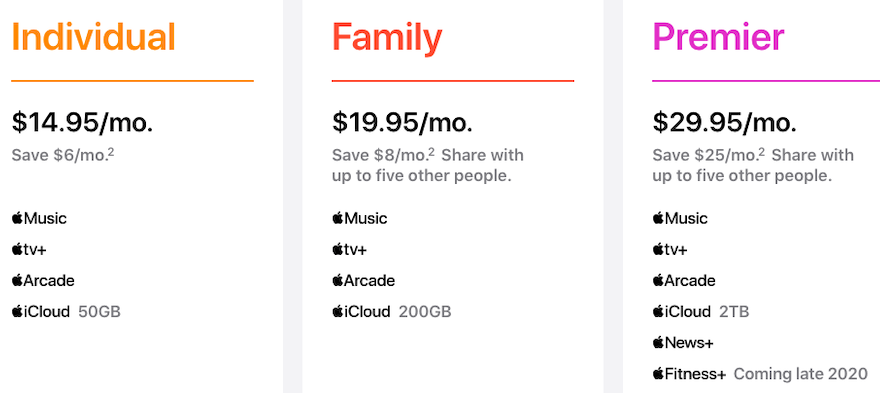 Individual
$14.95/mo.
Save $6/mo.2
Music
tv+
Arcade
iCloud 50GB
Family
$19.95/mo.
Save $8/mo.2 Share with
up to five other people.
Music
tv+
Arcade
iCloud 200GB
Premier
$29.95/mo.
Save $25/mo.2 Share with
up to five other people.
Music
tv+
Arcade
iCloud 2TB
News+
Fitness+ Coming late 2020